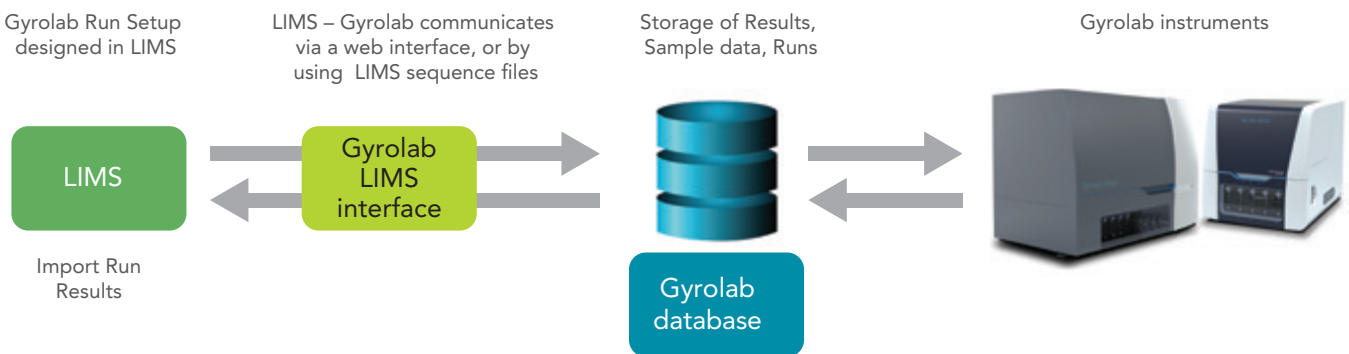 Gyrolab Run Setup
designed in LIMS
LIMS – Gyrolab communicates
via a web interface, or by
using LIMS sequence files
Storage of Results,
Sample data, Runs
Gyrolab instruments
LIMS
Gyrolab
LIMS
interface
Import Run
Results
Gyrolab
database